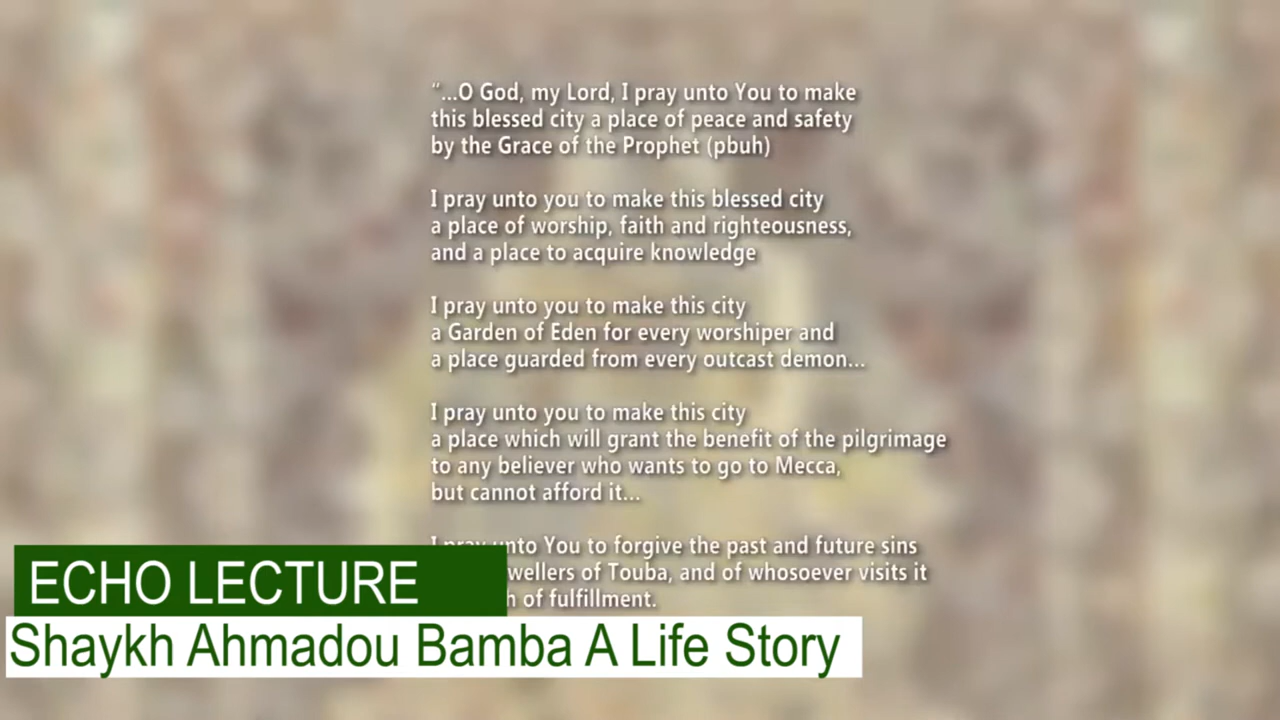 “...O God, my Lord, I pray unto You to make
this blessed city a place of peace and safety
by the Grace of the Prophet (pbuh)
I pray unto you to make this blessed city
a place of worship, faith and righteousness,
and a place to acquire knowledge
I pray unto you to make this city
a Garden of Eden for every worshiper and
a place guarded from every outcast demon...
I pray unto you to make this city
a place which will grant the benefit of the pilgrimage
to any believer who wants to go to Mecca,
but cannot afford it...
I pray unto You to forgive the past and future sins
of Touba, and of whosoever visits it
of fulfillment.
ECHO LECTURE
Shaykh Ahmadou Bamba A Life Story